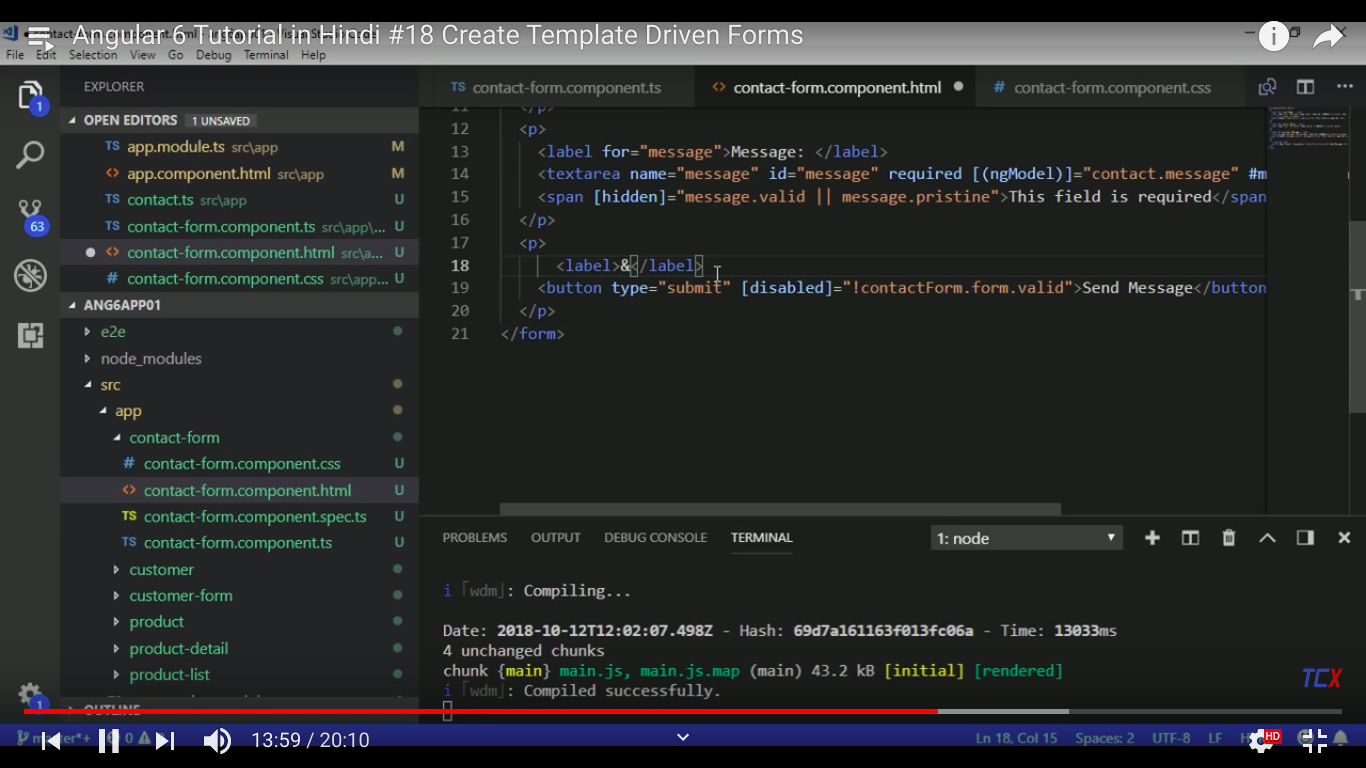 Angular 6 Tutorial in Hindi #18 Create Template Driven Forms
File Edit Selection View Go Debug Terminal Help
EXPLORER
OPEN EDITORS 1 UNSAVED
TS app.module.ts src\app M
<> app.component.html src\app M
TS contact.ts src\app U
TS contact-form.component.ts src\app\... U
<> contact-form.component.html src\a... U
# contact-form.component.css src\app... U
ANG6APP01
e2e
node_modules
src
app
contact-form
# contact-form.component.css U
<> contact-form.component.html U
TS contact-form.component.spec.ts U
TS contact-form.component.ts U
customer
customer-form
product
product-detail
product-list
OUTLINE
1
63
1
TS contact-form.component.ts <> contact-form.component.html # contact-form.component.css
11 </p>
12 <p>
13 <label for="message">Message: </label>
14 <textarea name="message" id="message" required [(ngModel)]="contact.message" #m
15 <span [hidden]="message.valid || message.pristine">This field is required</span
16 </p>
17 <p>
18 <label>&</label>
19 <button type="submit" [disabled]="!contactForm.form.valid">Send Message</button
20 </p>
21 </form>
PROBLEMS OUTPUT DEBUG CONSOLE TERMINAL 1: node
i ｢wdm｣: Compiling...
Date: 2018-10-12T12:02:07.498Z - Hash: 69d7a161163f013fc06a - Time: 13033ms
4 unchanged chunks
chunk {main} main.js, main.js.map (main) 43.2 kB [initial] [rendered]
i ｢wdm｣: Compiled successfully.
TCX
13:59 / 20:10
Ln 18, Col 15 Spaces: 2 UTF-8 LF
HD